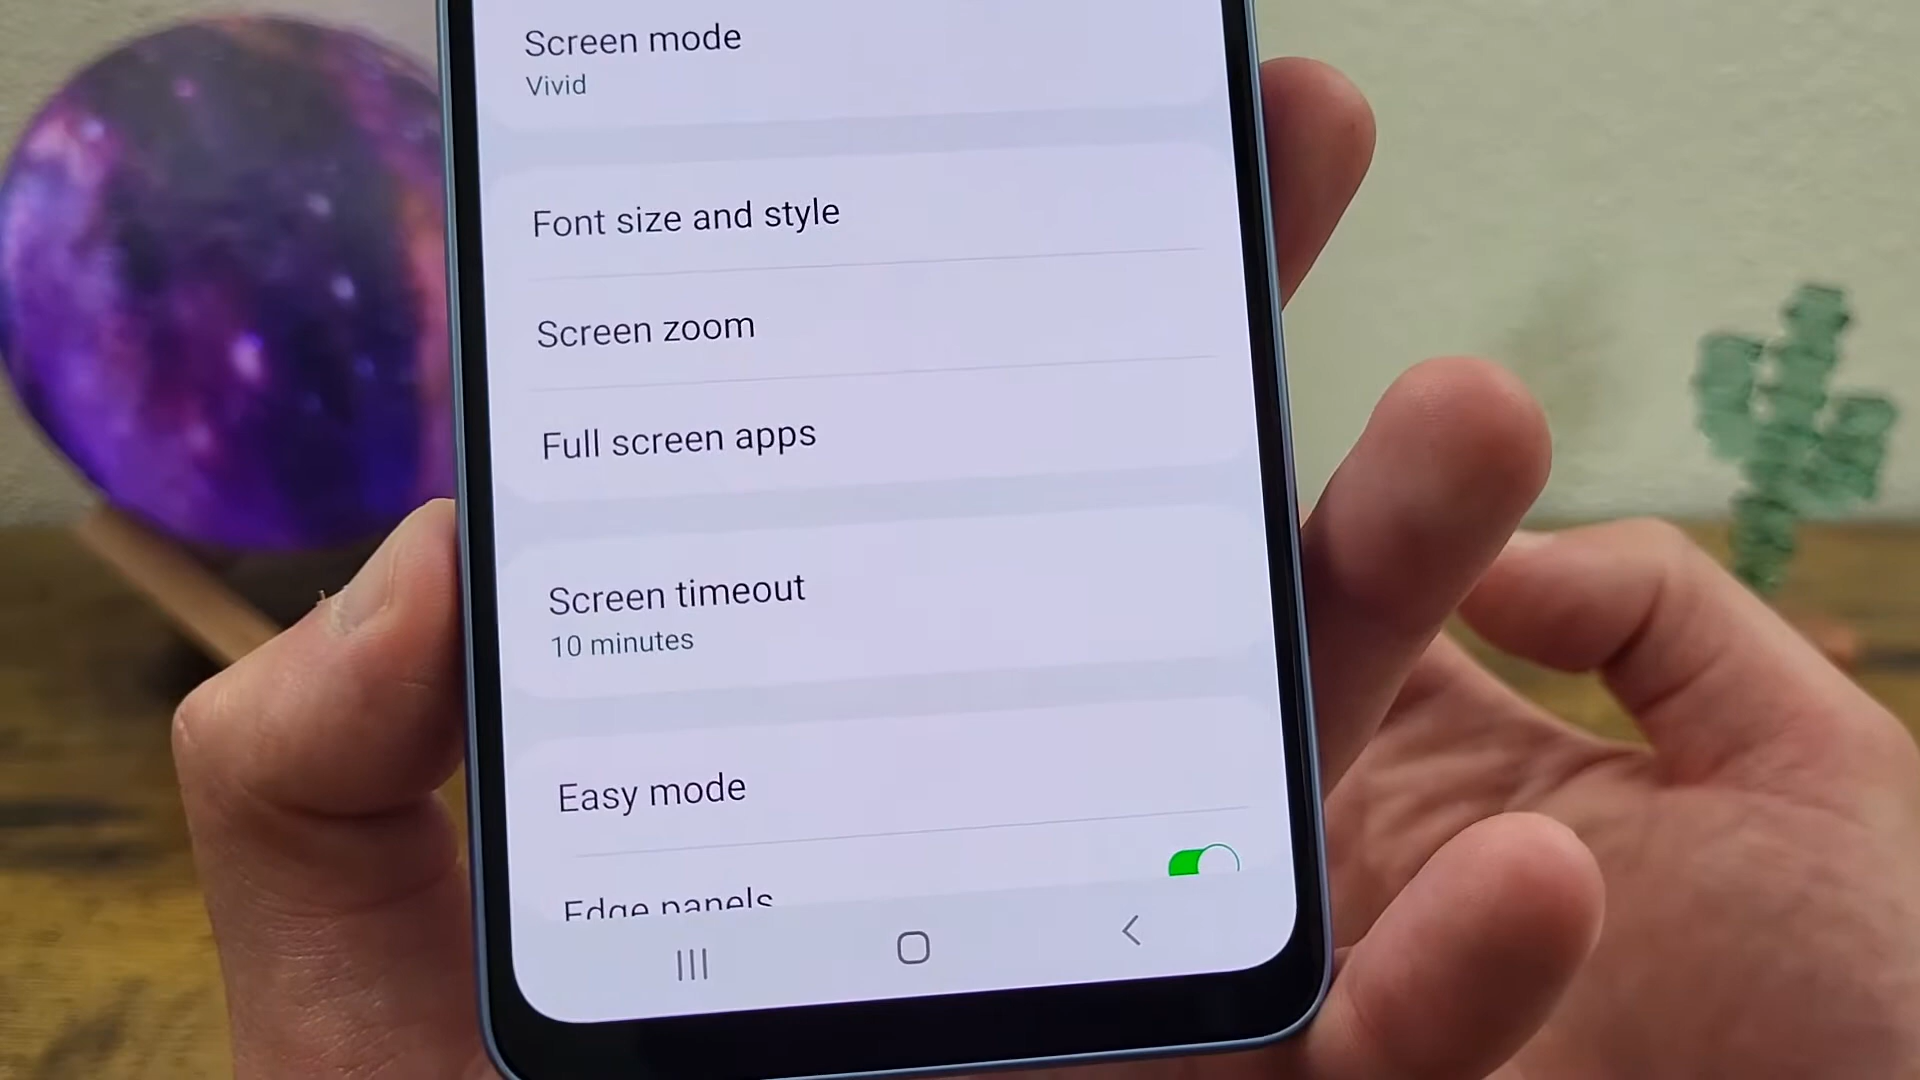 Screen mode
Vivid
Font size and style
Screen zoom
Full screen apps
Screen timeout
10 minutes
Easy mode
Edge panels